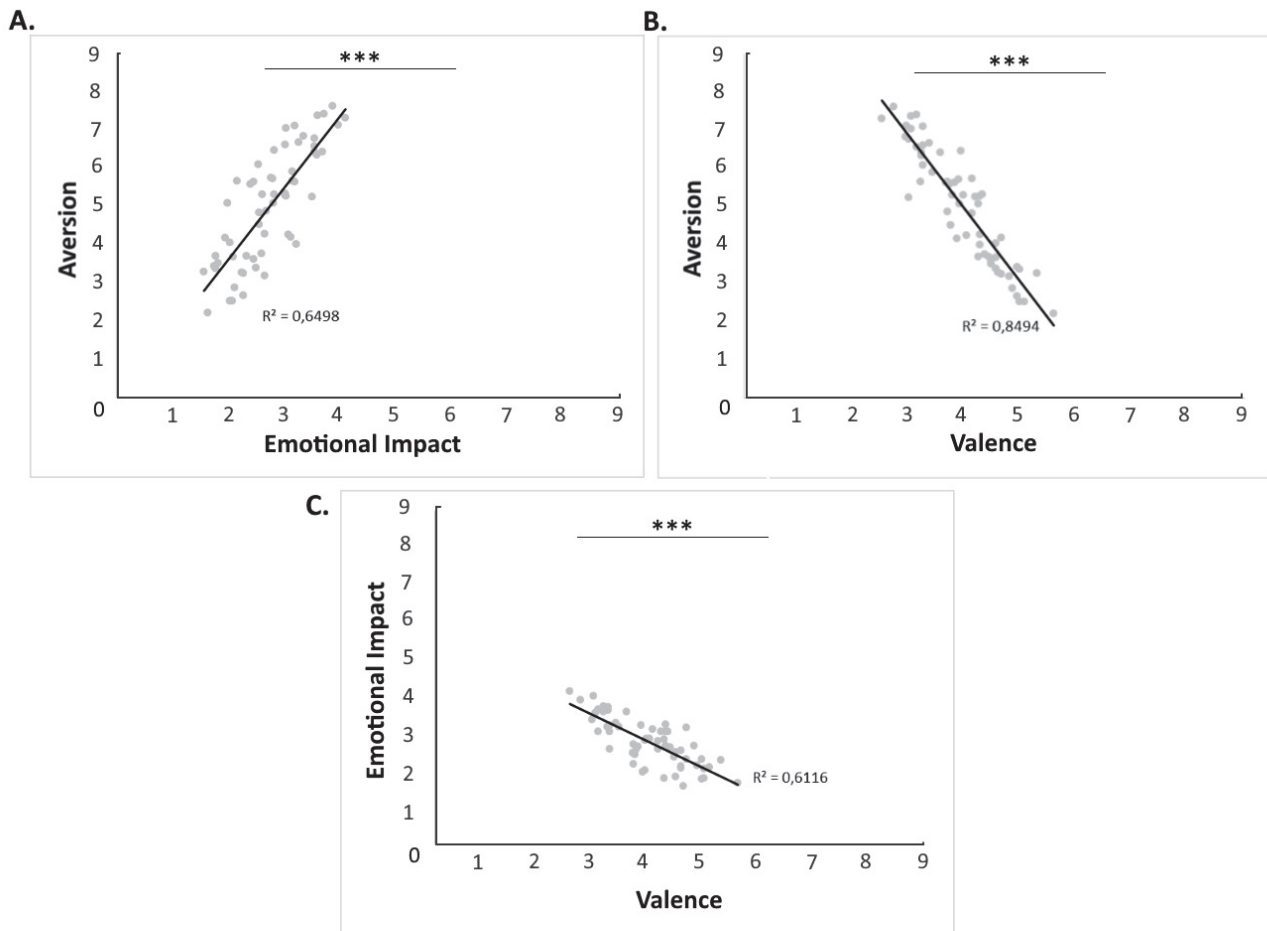 A.
***
9
8
7
6
5
4
3
2
1
0
Aversion
R² = 0,6498
1 2 3 4 5 6 7 8 9
Emotional Impact
B.
***
9
8
7
6
5
4
3
2
1
0
Aversion
R² = 0,8494
1 2 3 4 5 6 7 8 9
Valence
C.
***
9
8
7
6
5
4
3
2
1
0
Emotional Impact
R² = 0,6116
1 2 3 4 5 6 7 8 9
Valence